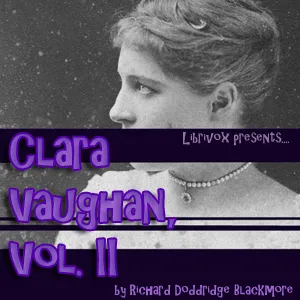 LibriVox presents....
Clara
Vaughan,
Vol. II
by Richard Doddridge Blackmore